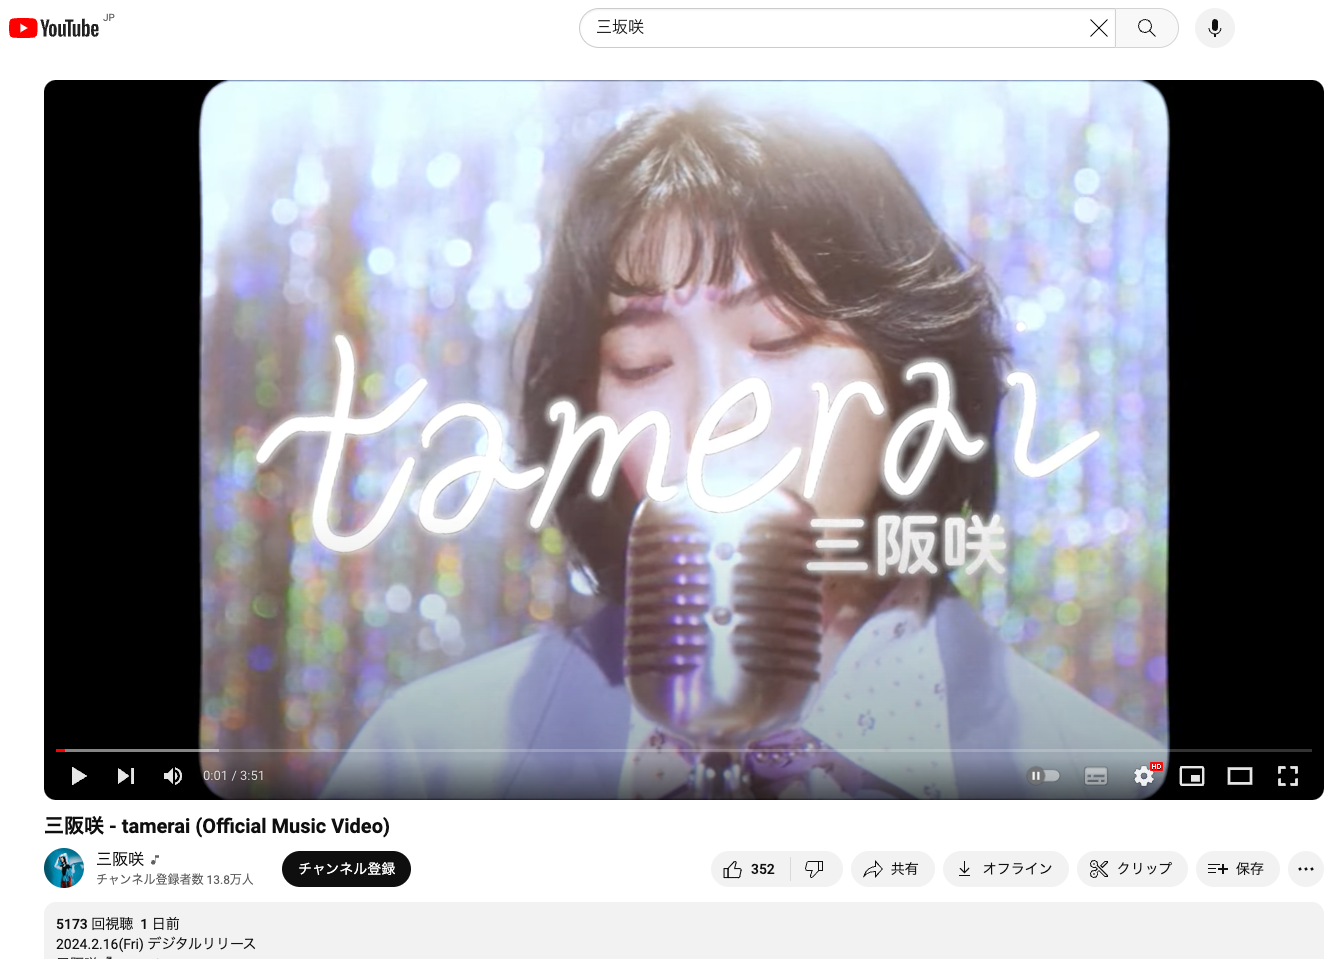 YouTube JP
三坂咲
tamerai
三阪咲
0:01 / 3:51
HD
三阪咲 - tamerai (Official Music Video)
三阪咲
チャンネル登録者数 13.8万人
チャンネル登録
352
共有
オフライン
クリップ
保存
5173 回視聴 1 日前
2024.2.16(Fri) デジタルリリース